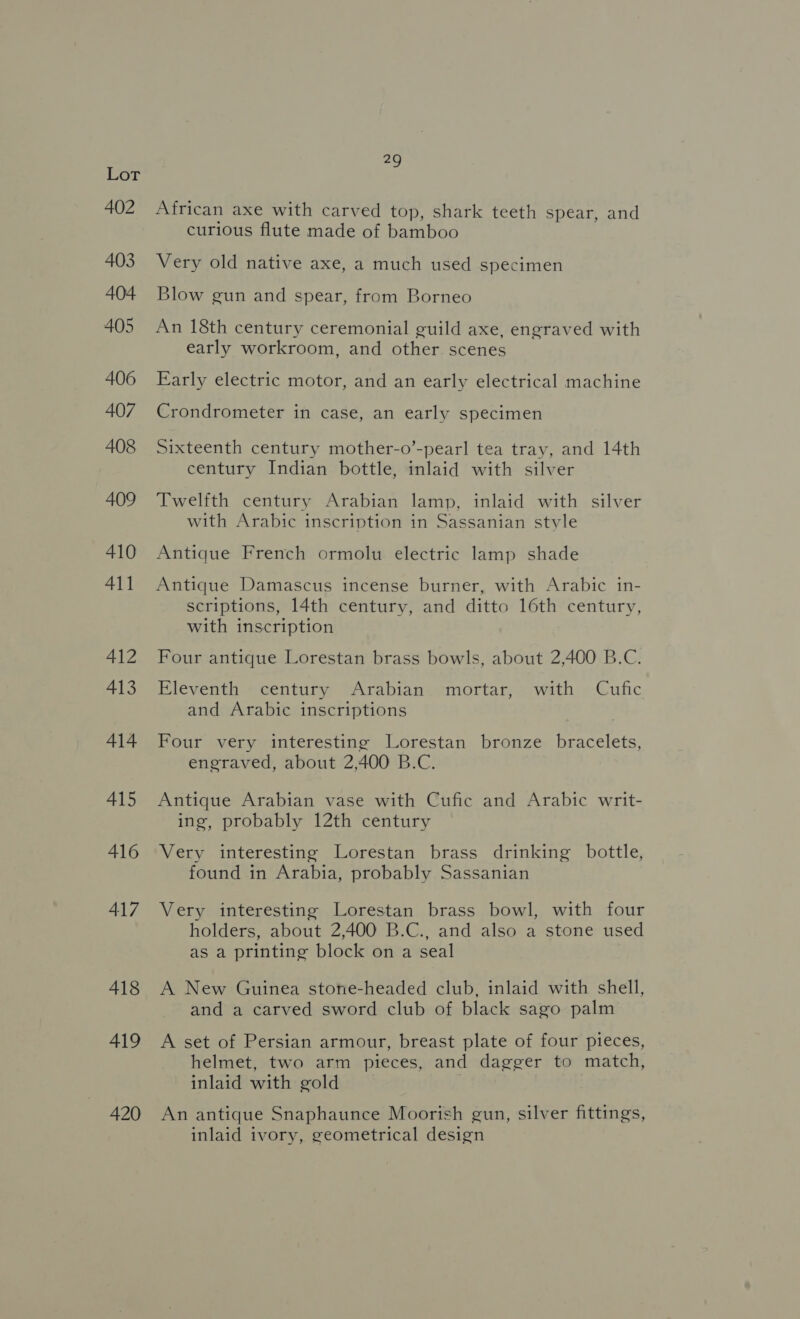 29
Lot
402 African axe with carved top, shark teeth spear, and
curious flute made of bamboo
403 Very old native axe, a much used specimen
404 Blow gun and spear, from Borneo
405 An 18th century ceremonial guild axe, engraved with
early workroom, and other scenes
406 Early electric motor, and an early electrical machine
407 Crondrometer in case, an early specimen
408 Sixteenth century mother-o’-pearl tea tray, and 14th
century Indian bottle, inlaid with silver
409 Twelfth century Arabian lamp, inlaid with silver
with Arabic inscription in Sassanian style
410 Antique French ormolu electric lamp shade
411 Antique Damascus incense burner, with Arabic in-
scriptions, 14th century, and ditto 16th century,
with inscription
412 Four antique Lorestan brass bowls, about 2,400 B.C.
413 Eleventh century Arabian mortar, with Cufic
and Arabic inscriptions
414 Four very interesting Lorestan bronze bracelets,
engraved, about 2,400 B.C.
415 Antique Arabian vase with Cufic and Arabic writ-
ing, probably 12th century
416 Very interesting Lorestan brass drinking bottle,
found in Arabia, probably Sassanian
417 Very interesting Lorestan brass bowl, with four
holders, about 2,400 B.C., and also a stone used
as a printing block on a seal
418 A New Guinea stone-headed club, inlaid with shell,
and a carved sword club of black sago palm
419 A set of Persian armour, breast plate of four pieces,
helmet, two arm pieces, and dagger to match,
inlaid with gold
420 An antique Snaphaunce Moorish gun, silver fittings,
inlaid ivory, geometrical design